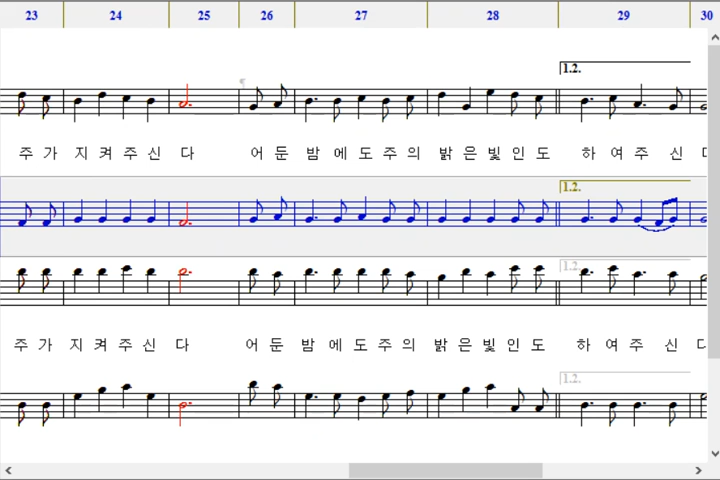 23 24 25 26 27 28 29 30
1.2.
주 가 지 켜 주 신 다 어 둔 밤 에 도 주 의 밝 은 빛 인 도 하 여 주 신
1.2.
1.2.
주 가 지 켜 주 신 다 어 둔 밤 에 도 주 의 밝 은 빛 인 도 하 여 주 신
1.2.